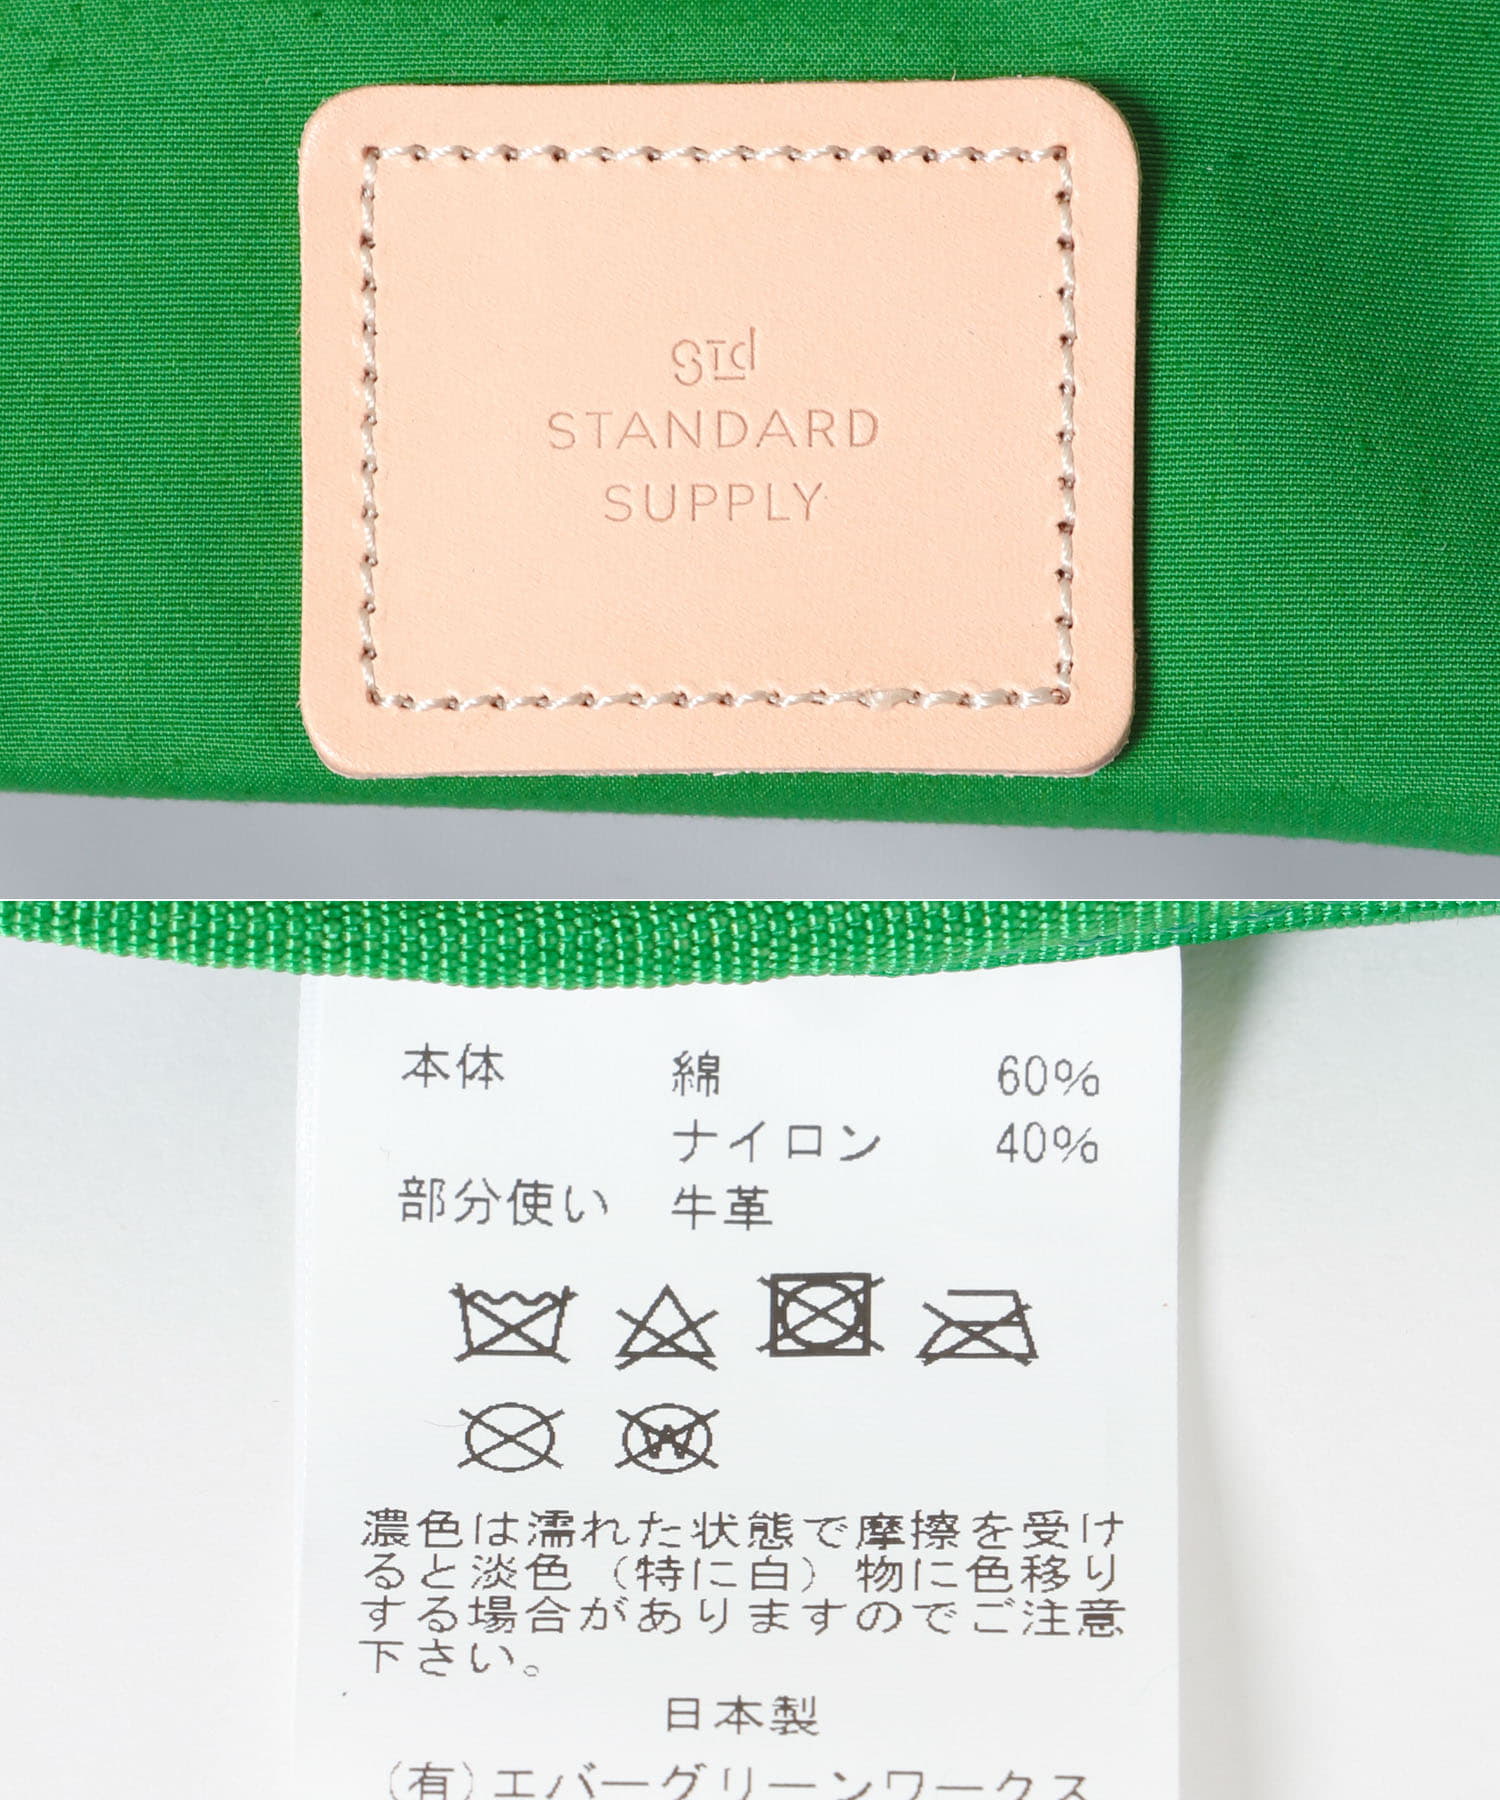 std
STANDARD
SUPPLY
本体 綿 60%
ナイロン 40%
部分使い 牛革
W
濃色は濡れた状態で摩擦を受け
ると淡色（特に白）物に色移り
する場合がありますのでご注意
下さい。
日本製
（有）エバーグリーンワークス